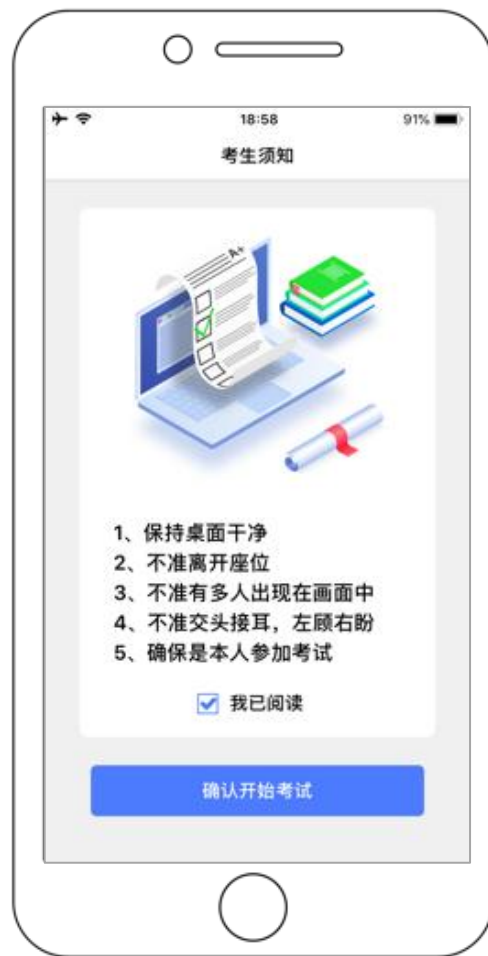 18:58
91%
考生须知
A+
1、保持桌面干净
2、不准离开座位
3、不准有多人出现在画面中
4、不准交头接耳，左顾右盼
5、确保是本人参加考试
我已阅读
确认开始考试